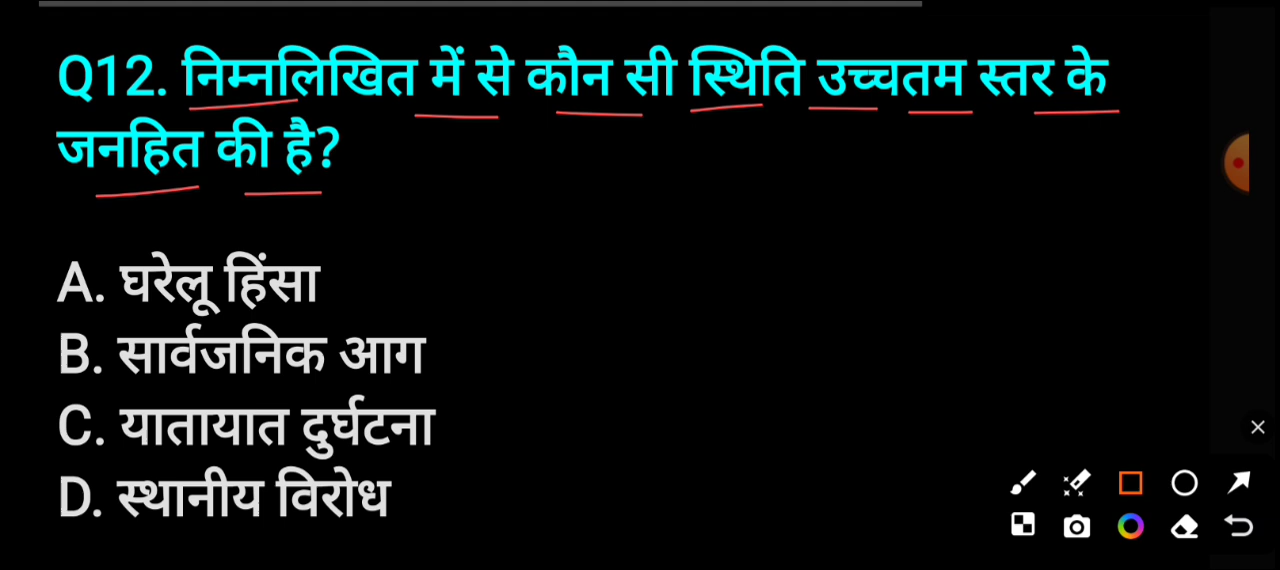 Q12. निम्नलिखित में से कौन सी स्थिति उच्चतम स्तर के
जनहित की है?
A. घरेलू हिंसा
B. सार्वजनिक आग
C. यातायात दुर्घटना
D. स्थानीय विरोध